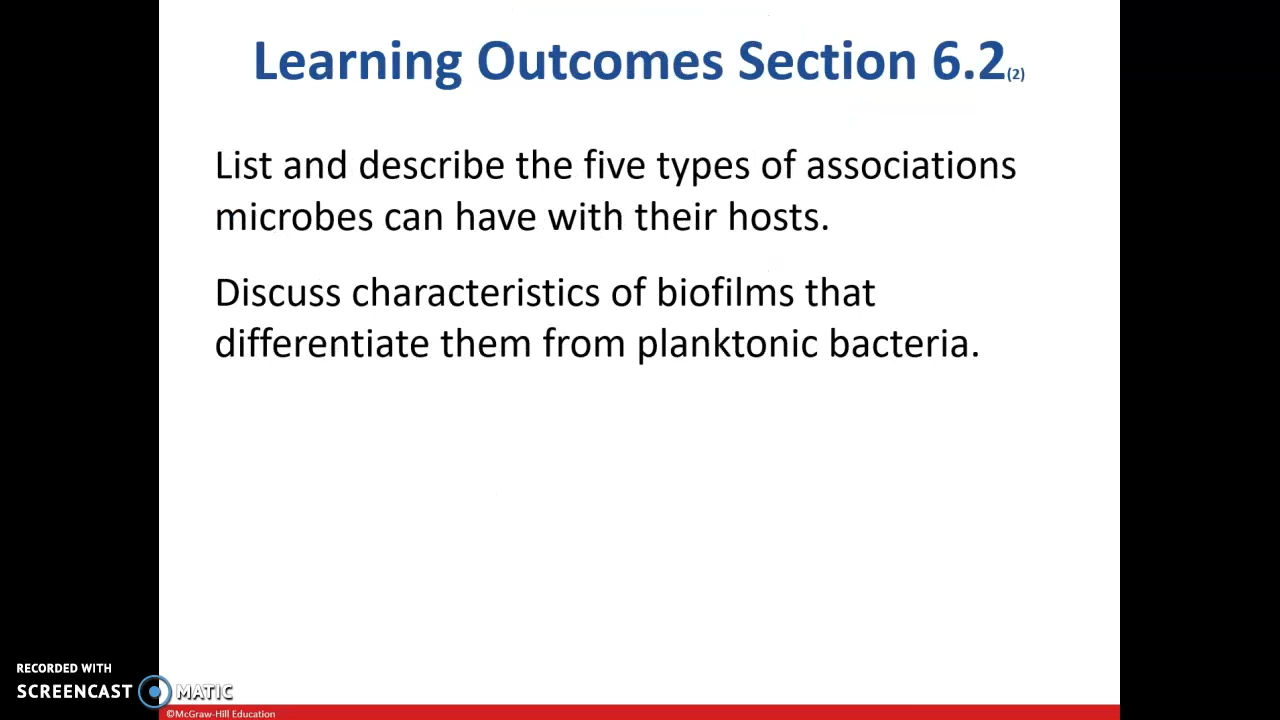 Learning Outcomes Section 6.2(2)
List and describe the five types of associations
microbes can have with their hosts.
Discuss characteristics of biofilms that
differentiate them from planktonic bacteria.
RECORDED WITH
SCREENCAST MATIC
©McGraw-Hill Education